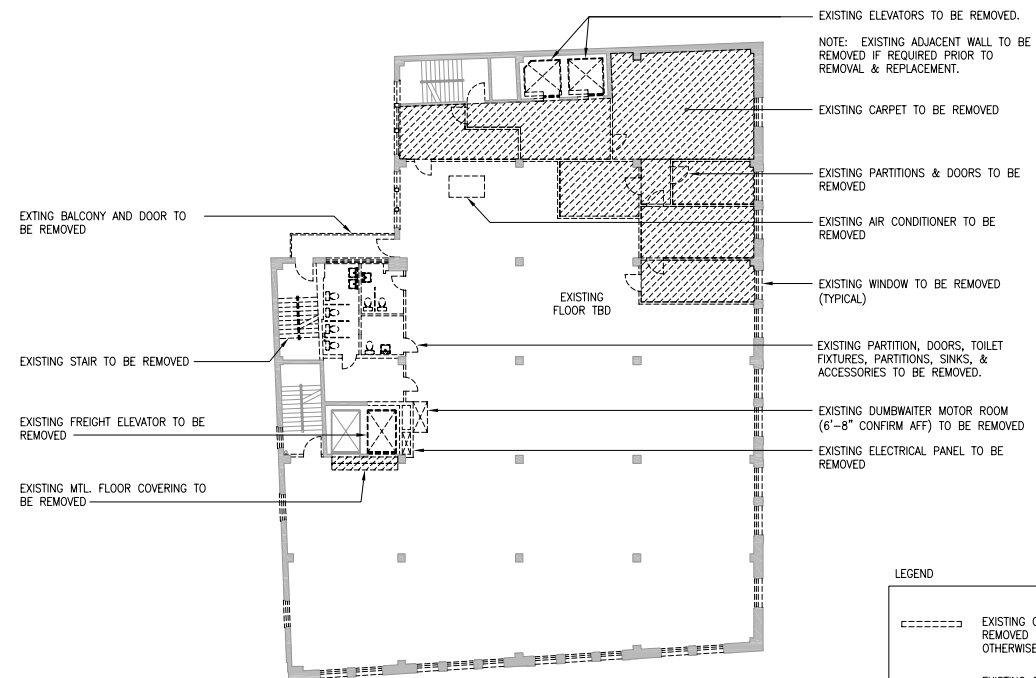 EXISTING ELEVATORS TO BE REMOVED.
NOTE: EXISTING ADJACENT WALL TO BE
REMOVED IF REQUIRED PRIOR TO
REMOVAL & REPLACEMENT.
EXISTING CARPET TO BE REMOVED
EXISTING PARTITIONS & DOORS TO BE
REMOVED
EXTING BALCONY AND DOOR TO
BE REMOVED
EXISTING AIR CONDITIONER TO BE
REMOVED
EXISTING WINDOW TO BE REMOVED
(TYPICAL)
EXISTING
FLOOR TBD
EXISTING STAIR TO BE REMOVED
EXISTING PARTITION, DOORS, TOILET
FIXTURES, PARTITIONS, SINKS, &
ACCESSORIES TO BE REMOVED.
EXISTING FREIGHT ELEVATOR TO BE
REMOVED
EXISTING DUMBWAITER MOTOR ROOM
(6'-8" CONFIRM AFF) TO BE REMOVED
EXISTING ELECTRICAL PANEL TO BE
REMOVED
EXISTING MTL. FLOOR COVERING TO
BE REMOVED
LEGEND
EXISTING
REMOVED
OTHERWISE